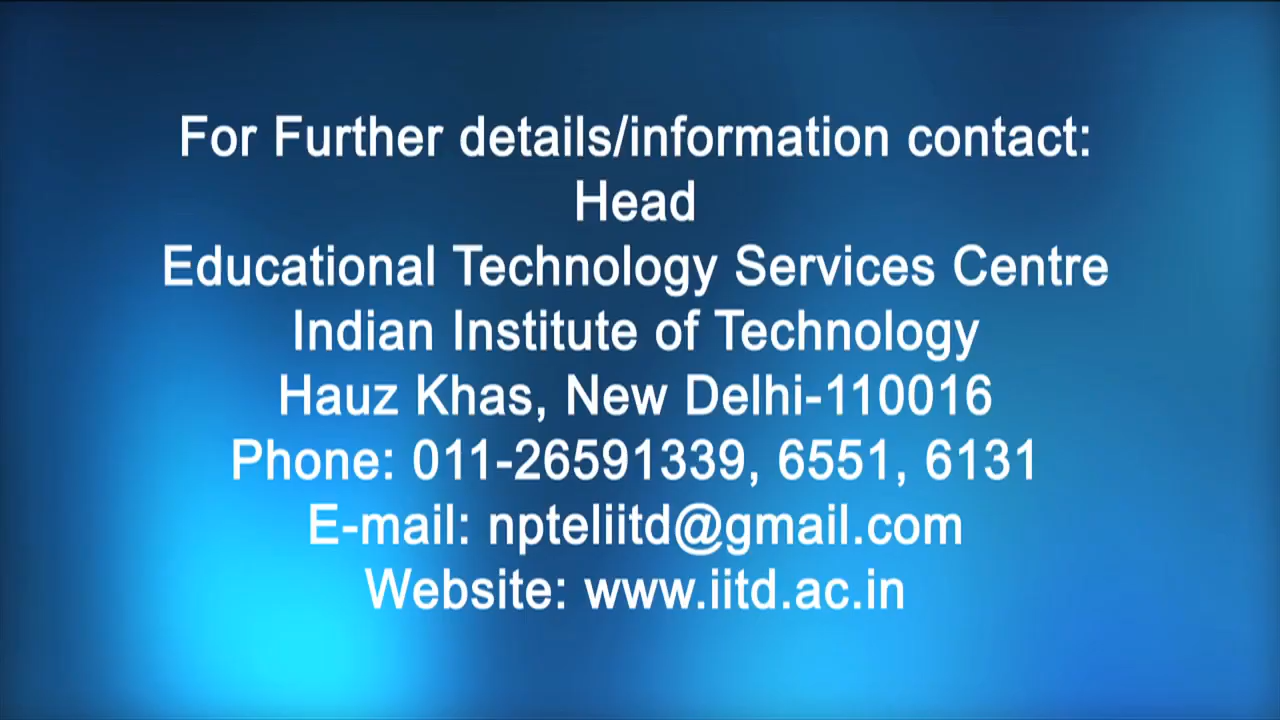 For Further details/information contact:
Head
Educational Technology Services Centre
Indian Institute of Technology
Hauz Khas, New Delhi-110016
Phone: 011-26591339, 6551, 6131
E-mail: npteliitd@gmail.com
Website: www.iitd.ac.in